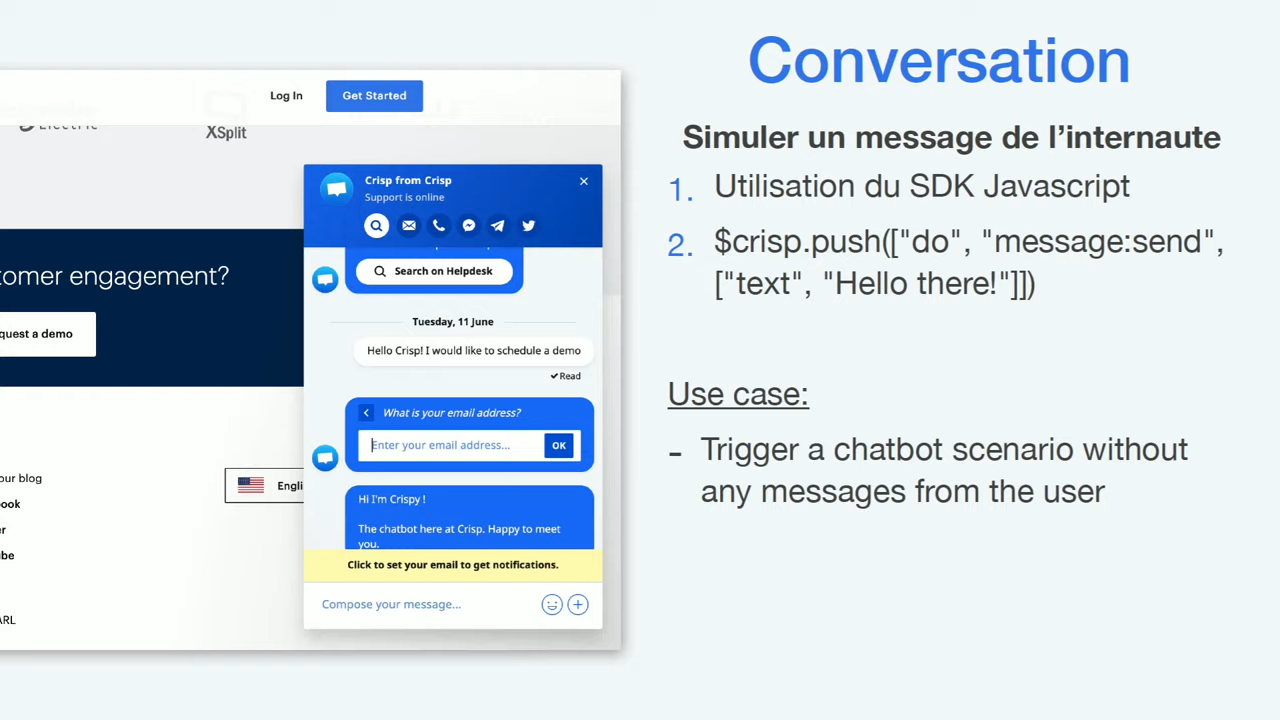 Conversation
Simuler un message de l’internaute
1. Utilisation du SDK Javascript
2. $crisp.push(["do", "message:send",
["text", "Hello there!"]])
Use case:
- Trigger a chatbot scenario without
any messages from the user
Log In
Get Started
XSplit
tomer engagement?
quest a demo
our blog
ook
er
ube
ARL
Engli
Crisp from Crisp
Support is online
Search on Helpdesk
Tuesday, 11 June
Hello Crisp! I would like to schedule a demo
Read
What is your email address?
Enter your email address...
OK
Hi I'm Crispy !
The chatbot here at Crisp. Happy to meet
you.
Click to set your email to get notifications.
Compose your message...